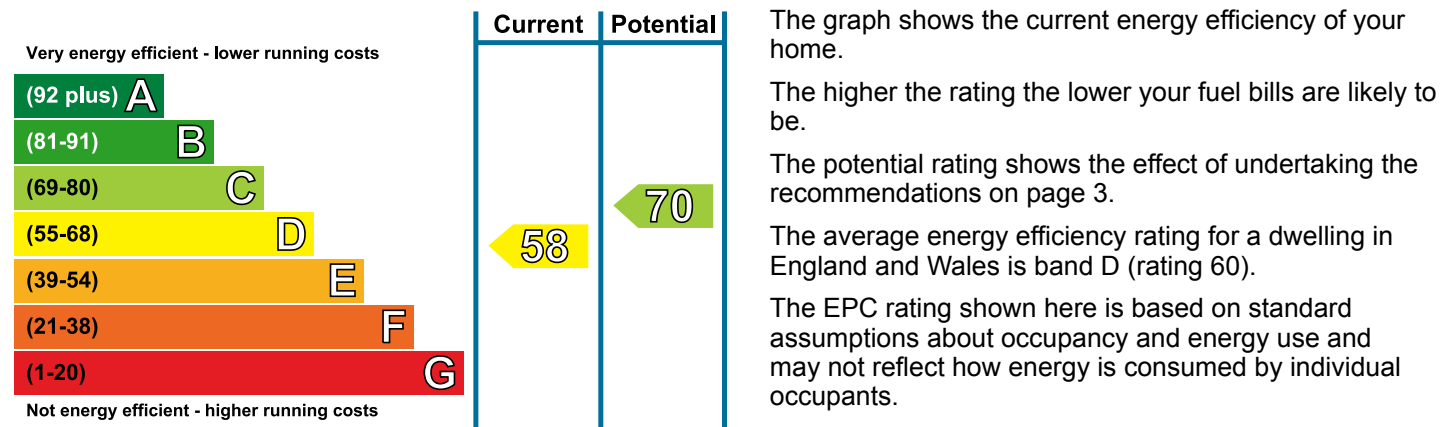 Current Potential
Very energy efficient - lower running costs
(92 plus) A
(81-91) B
(69-80) C
(55-68) D
(39-54) E
(21-38) F
(1-20) G
Not energy efficient - higher running costs
58
70
The graph shows the current energy efficiency of your
home.
The higher the rating the lower your fuel bills are likely to
be.
The potential rating shows the effect of undertaking the
recommendations on page 3.
The average energy efficiency rating for a dwelling in
England and Wales is band D (rating 60).
The EPC rating shown here is based on standard
assumptions about occupancy and energy use and
may not reflect how energy is consumed by individual
occupants.